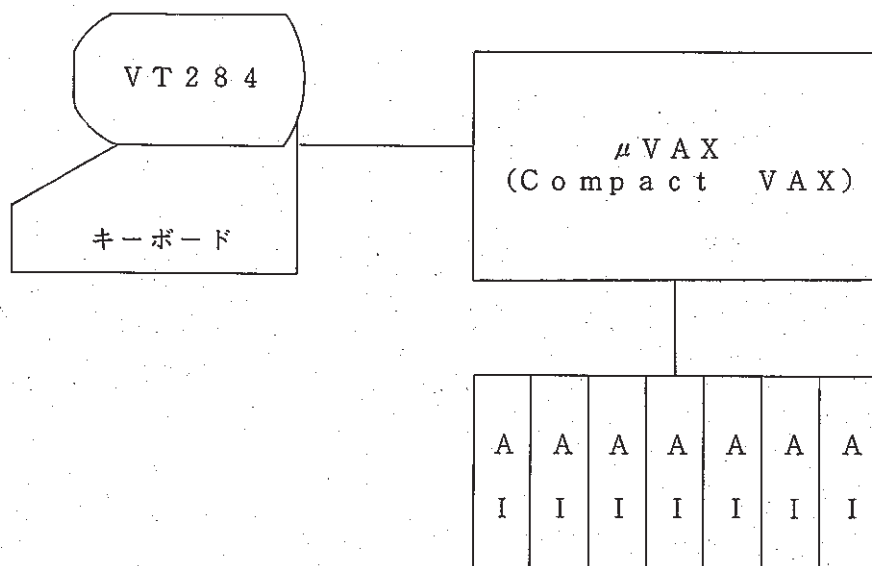 VT284
μVAX
(Compact VAX)
キーボード
A A A A A A A
I I I I I I I